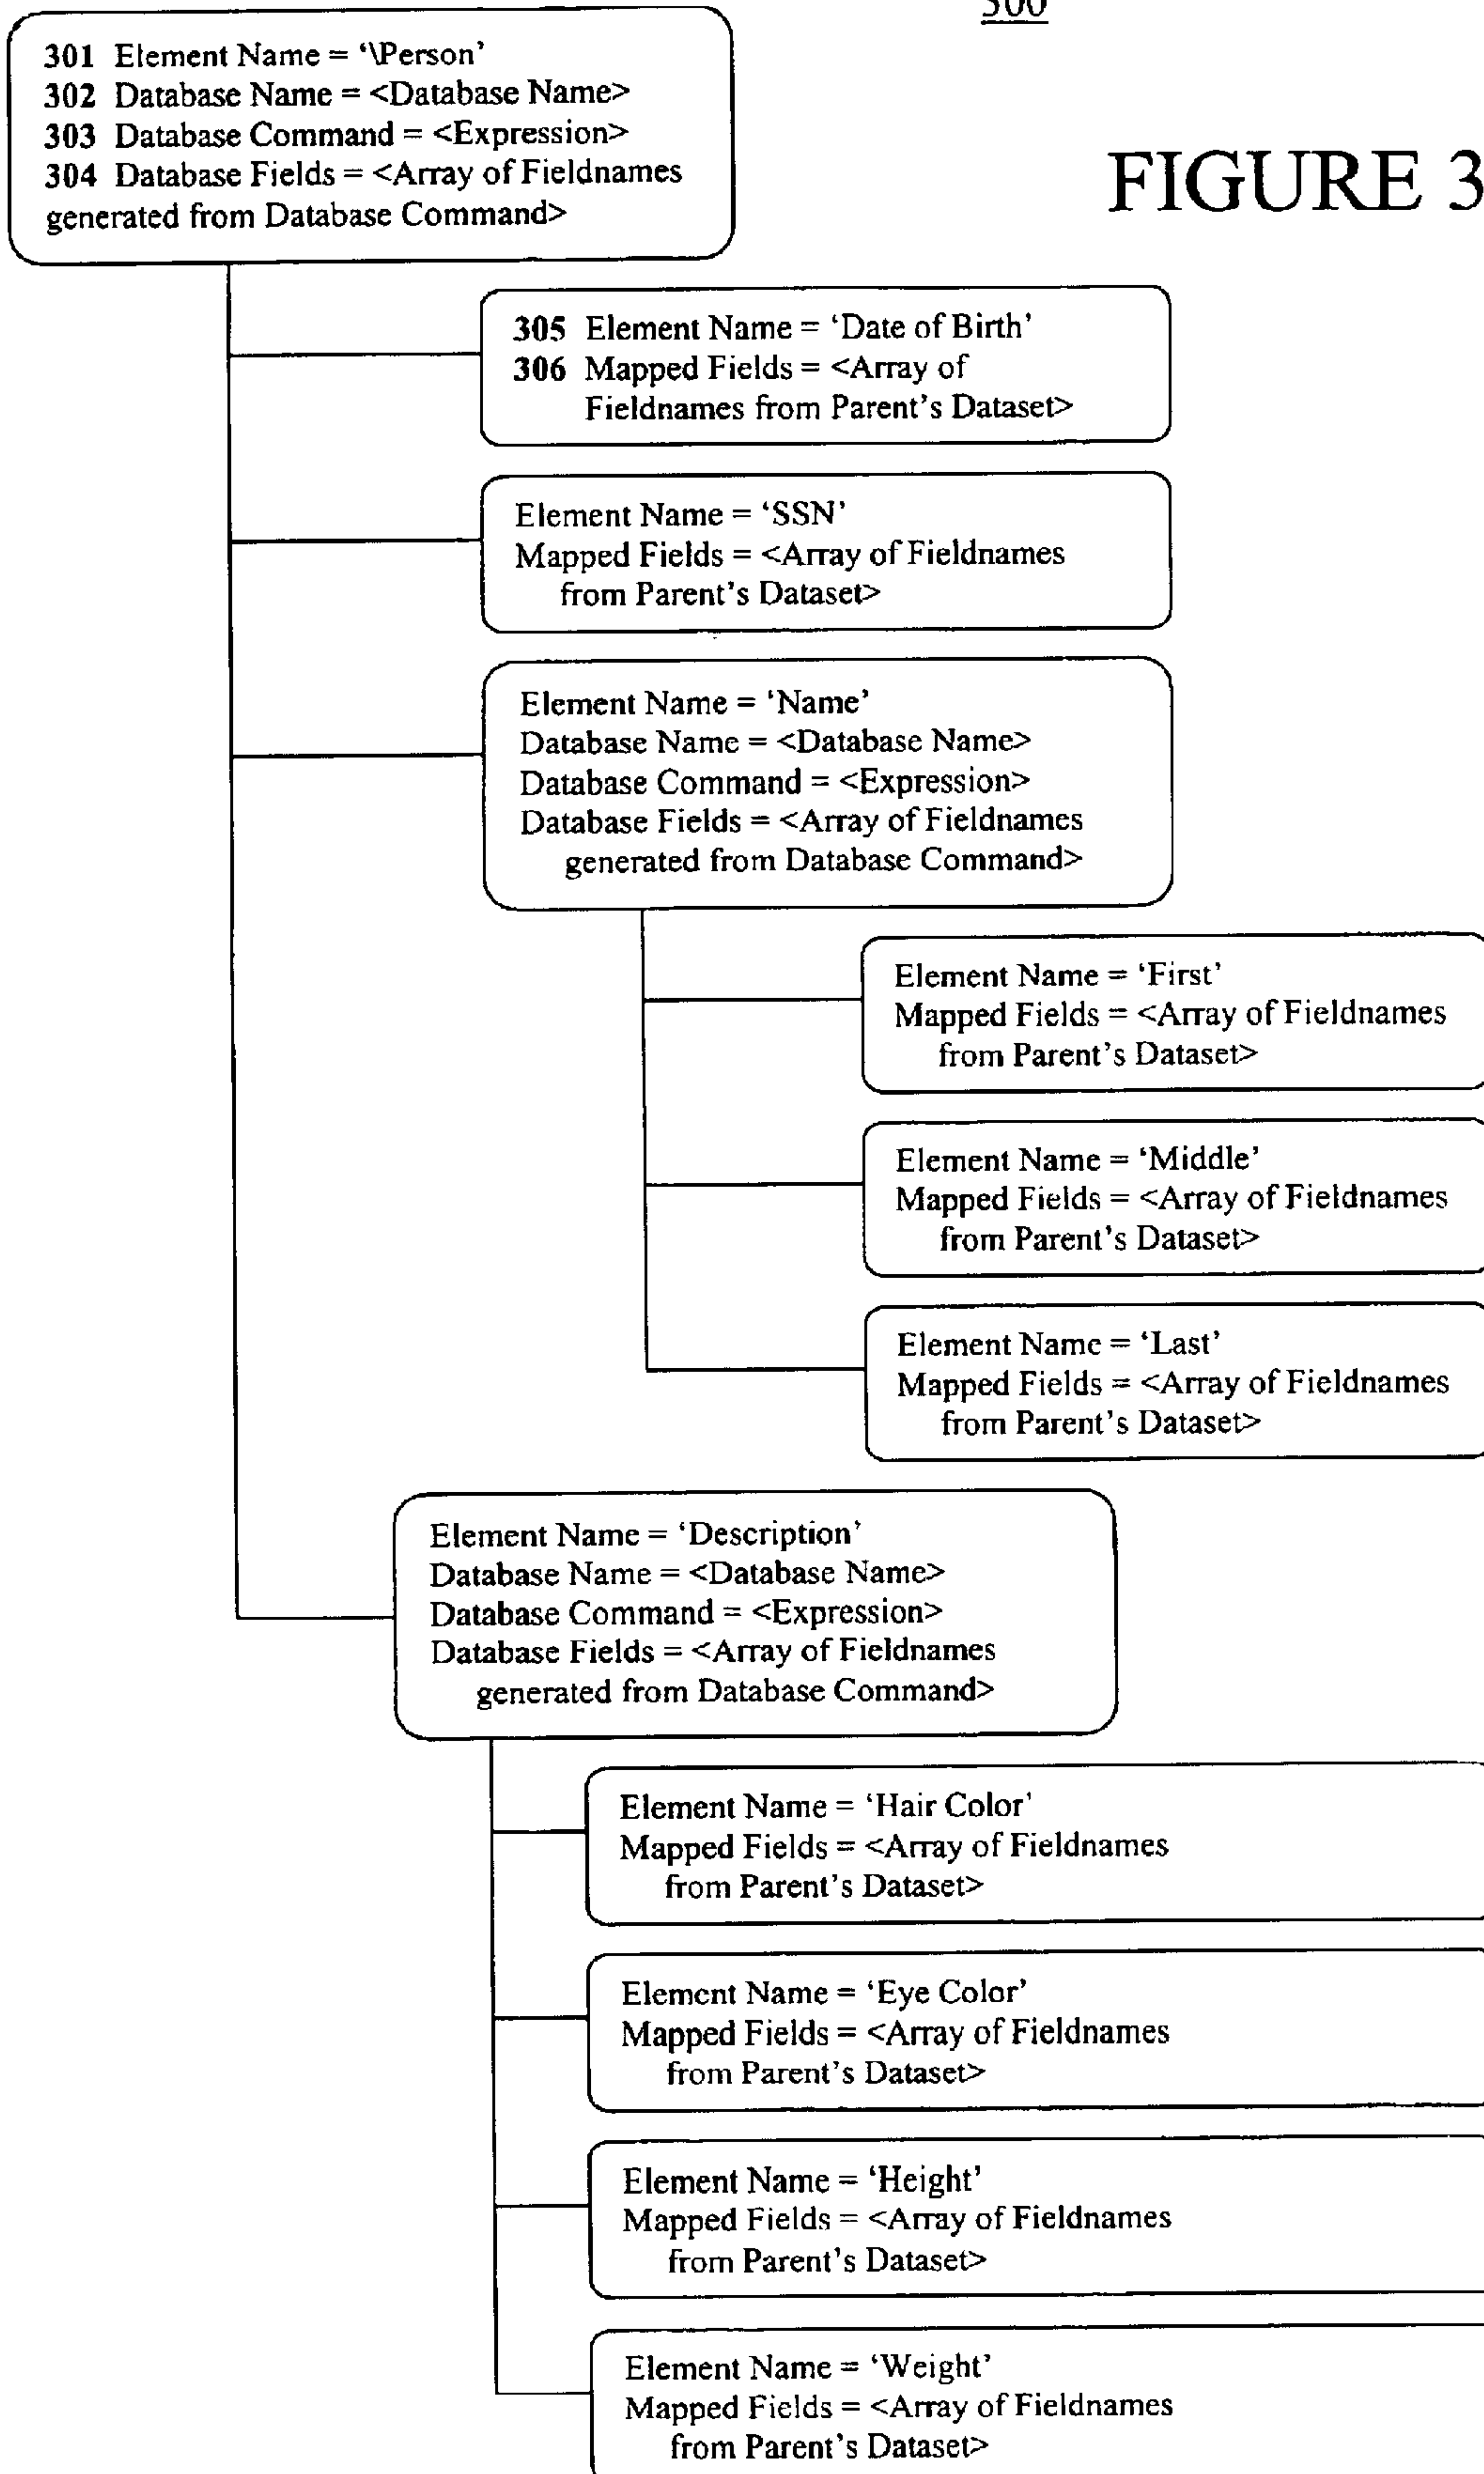 300
301 Element Name = ‘\Person’
302 Database Name = <Database Name>
303 Database Command = <Expression>
304 Database Fields = <Array of Fieldnames
generated from Database Command>
FIGURE 3
305 Element Name = ‘Date of Birth’
306 Mapped Fields = <Array of
Fieldnames from Parent’s Dataset>
Element Name = ‘SSN’
Mapped Fields = <Array of Fieldnames
from Parent’s Dataset>
Element Name = ‘Name’
Database Name = <Database Name>
Database Command = <Expression>
Database Fields = <Array of Fieldnames
generated from Database Command>
Element Name = ‘First’
Mapped Fields = <Array of Fieldnames
from Parent’s Dataset>
Element Name = ‘Middle’
Mapped Fields = <Array of Fieldnames
from Parent’s Dataset>
Element Name = ‘Last’
Mapped Fields = <Array of Fieldnames
from Parent’s Dataset>
Element Name = ‘Description’
Database Name = <Database Name>
Database Command = <Expression>
Database Fields = <Array of Fieldnames
generated from Database Command>
Element Name = ‘Hair Color’
Mapped Fields = <Array of Fieldnames
from Parent’s Dataset>
Element Name = ‘Eye Color’
Mapped Fields = <Array of Fieldnames
from Parent’s Dataset>
Element Name = ‘Height’
Mapped Fields = <Array of Fieldnames
from Parent’s Dataset>
Element Name = ‘Weight’
Mapped Fields = <Array of Fieldnames
from Parent’s Dataset>